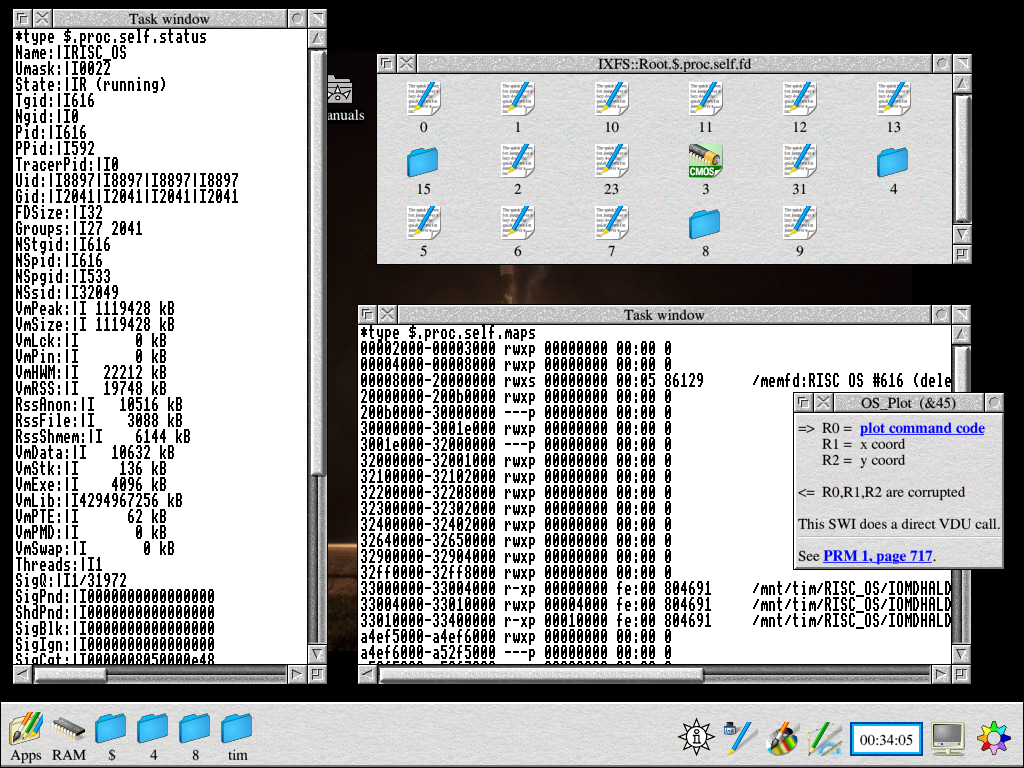 Task window
*type $.proc.self.status
Name:|IRISC_OS
Umask:|I0022
State:|IR (running)
Tgid:|I616
Ngid:|I0
Pid:|I616
PPid:|I592
TracerPid:|I0
Uid:|I8897|I8897|I8897|I8897
Gid:|I2041|I2041|I2041|I2041
FDSize:|I32
Groups:|I27 2041
NStgid:|I616
NSpid:|I616
NSpgid:|I533
NSsid:|I32049
VmPeak:|I 1119428 kB
VmSize:|I 1119428 kB
VmLck:|I       0 kB
VmPin:|I       0 kB
VmHWM:|I   22212 kB
VmRSS:|I   19748 kB
RssAnon:|I   10516 kB
RssFile:|I    3088 kB
RssShmem:|I    6144 kB
VmData:|I   10632 kB
VmStk:|I     136 kB
VmExe:|I    4096 kB
VmLib:|I4294967256 kB
VmPTE:|I      62 kB
VmPMD:|I       0 kB
VmSwap:|I       0 kB
Threads:|I1
SigQ:|I1/31972
SigPnd:|I0000000000000000
ShdPnd:|I0000000000000000
SigBlk:|I0000000000000000
SigIgn:|I0000000000000000
SigCgt:|I0000008050000e48
anuals
IXFS::Root.$.proc.self.fd
0
1
10
11
12
13
15
2
23
CMOS
3
31
4
5
6
7
8
9
Task window
*type $.proc.self.maps
00002000-00003000 rwxp 00000000 00:00 0
00004000-00008000 rwxp 00000000 00:00 0
00008000-20000000 rwxs 00000000 00:05 86129      /memfd:RISC OS #616 (dele
20000000-200b0000 rwxp 00000000 00:00 0
200b0000-30000000 ---p 00000000 00:00 0
30000000-3001e000 rwxp 00000000 00:00 0
3001e000-32000000 ---p 00000000 00:00 0
32000000-32001000 rwxp 00000000 00:00 0
32100000-32102000 rwxp 00000000 00:00 0
32200000-32208000 rwxp 00000000 00:00 0
32300000-32302000 rwxp 00000000 00:00 0
32400000-32402000 rwxp 00000000 00:00 0
32640000-32650000 rwxp 00000000 00:00 0
32900000-32904000 rwxp 00000000 00:00 0
32ff0000-32ff8000 rwxp 00000000 00:00 0
33000000-33004000 r-xp 00000000 fe:00 804691     /mnt/tim/RISC_OS/IOMDHALD
33004000-33010000 rwxp 00004000 fe:00 804691     /mnt/tim/RISC_OS/IOMDHALD
33010000-33400000 r-xp 00010000 fe:00 804691     /mnt/tim/RISC_OS/IOMDHALD
a4ef5000-a4ef6000 rwxp 00000000 00:00 0
a4ef6000-a52f5000 ---p 00000000 00:00 0
OS_Plot (&45)
=> R0 = plot command code
R1 = x coord
R2 = y coord
<= R0,R1,R2 are corrupted
This SWI does a direct VDU call.
See PRM 1, page 717.
Apps
RAM
$
4
8
tim
00:34:05